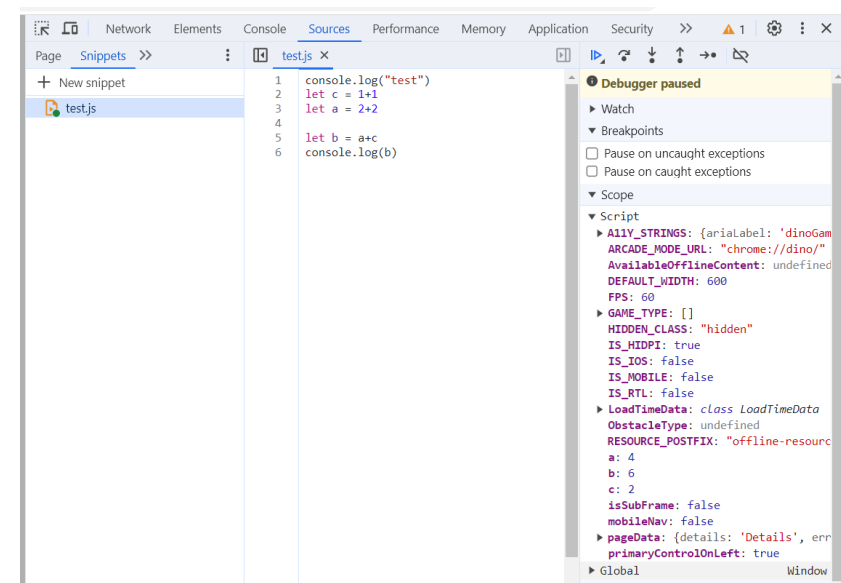 Network Elements Console Sources Performance Memory Application Security >> 1
Page Snippets >> test.js ×
+ New snippet
test.js
1 console.log("test")
2 let c = 1+1
3 let a = 2+2
4
5 let b = a+c
6 console.log(b)
Debugger paused
Watch
Breakpoints
Pause on uncaught exceptions
Pause on caught exceptions
Scope
Script
A11Y_STRINGS: {ariaLabel: 'dinoGam
ARCADE_MODE_URL: "chrome://dino/"
AvailableOfflineContent: undefined
DEFAULT_WIDTH: 600
FPS: 60
GAME_TYPE: []
HIDDEN_CLASS: "hidden"
IS_HIDPI: true
IS_IOS: false
IS_MOBILE: false
IS_RTL: false
LoadTimeData: class LoadTimeData
ObstacleType: undefined
RESOURCE_POSTFIX: "offline-resourc
a: 4
b: 6
c: 2
isSubFrame: false
mobileNav: false
pageData: {details: 'Details', err
primaryControlOnLeft: true
Global Window